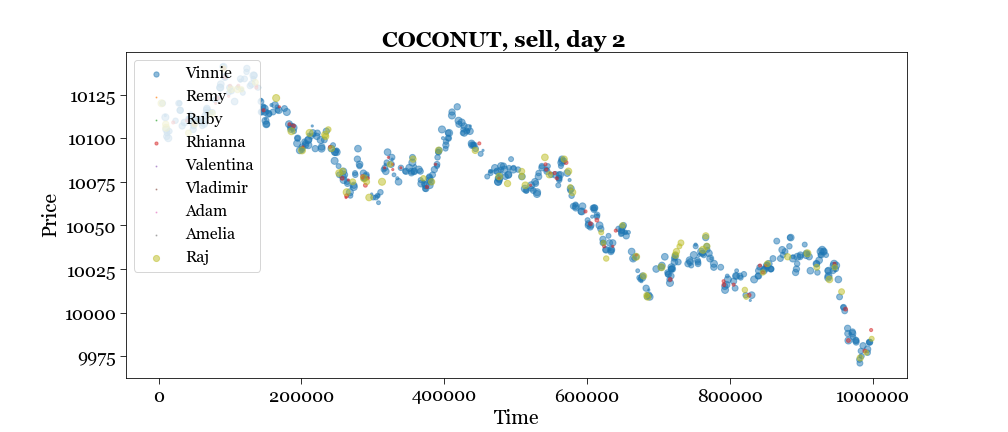 COCONUT, sell, day 2
Vinnie
Remy
Ruby
Rhianna
Valentina
Vladimir
Adam
Amelia
Raj
10125
10100
10075
10050
10025
10000
9975
Price
0 200000 400000 600000 800000 1000000
Time